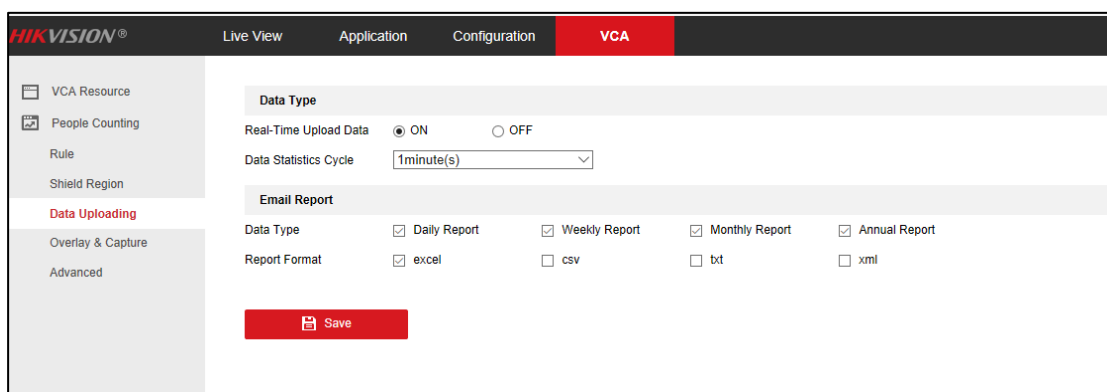 HIKVISION®
Live View Application Configuration VCA
VCA Resource
People Counting
Rule
Shield Region
Data Uploading
Overlay & Capture
Advanced
Data Type
Real-Time Upload Data ON OFF
Data Statistics Cycle 1minute(s)
Email Report
Data Type Daily Report Weekly Report Monthly Report Annual Report
Report Format excel csv txt xml
Save